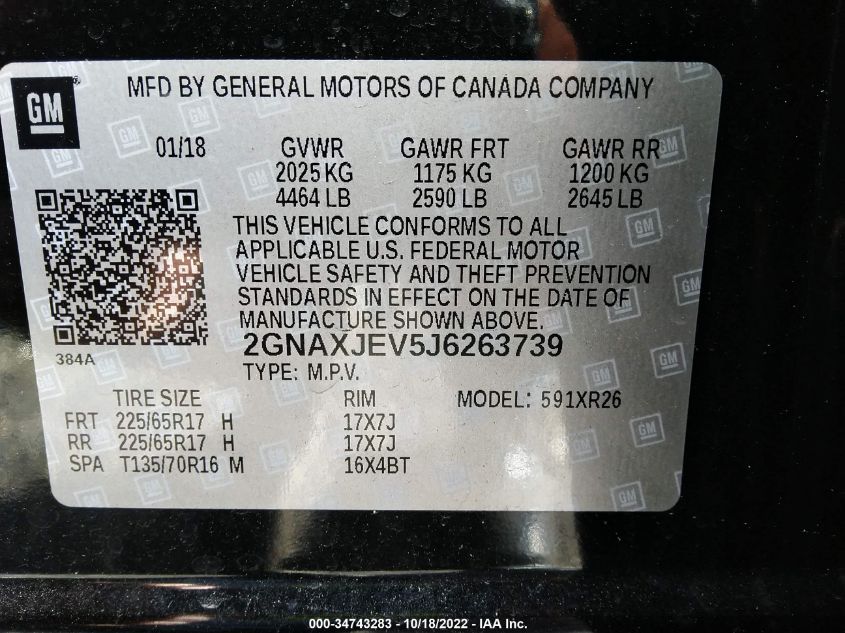 GM
MFD BY GENERAL MOTORS OF CANADA COMPANY
01/18 GVWR GAWR FRT GAWR RR
2025 KG 1175 KG 1200 KG
4464 LB 2590 LB 2645 LB
THIS VEHICLE CONFORMS TO ALL
APPLICABLE U.S. FEDERAL MOTOR
VEHICLE SAFETY AND THEFT PREVENTION
STANDARDS IN EFFECT ON THE DATE OF
MANUFACTURE SHOWN ABOVE.
384A
2GNAXJEV5J6263739
TYPE: M.P.V.
TIRE SIZE RIM MODEL: 591XR26
FRT 225/65R17 H 17X7J
RR 225/65R17 H 17X7J
SPA T135/70R16 M 16X4BT
000-34743283 - 10/18/2022 - IAA Inc.